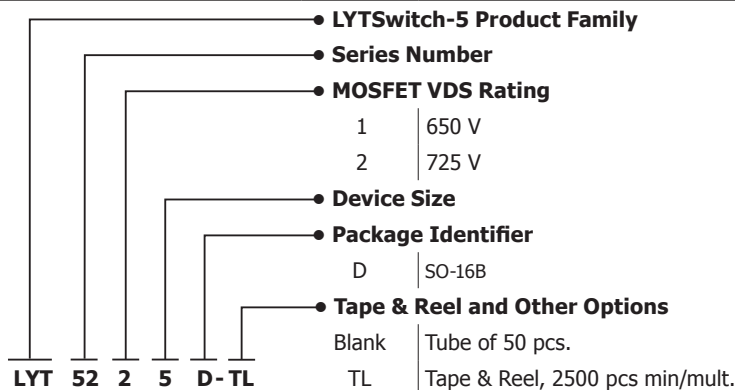 LYTSwitch-5 Product Family
Series Number
MOSFET VDS Rating
1 650 V
2 725 V
Device Size
Package Identifier
D SO-16B
Tape & Reel and Other Options
Blank Tube of 50 pcs.
TL Tape & Reel, 2500 pcs min/mult.
LYT 52 2 5 D - TL